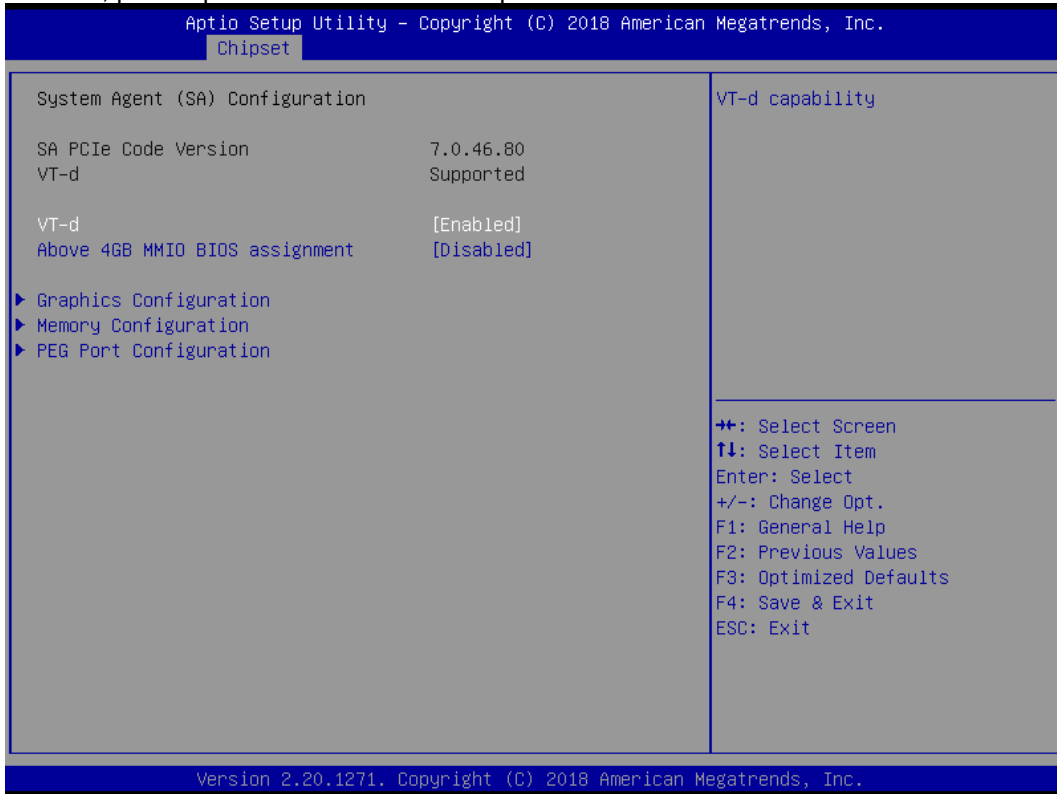 Aptio Setup Utility – Copyright (C) 2018 American Megatrends, Inc.
Chipset
System Agent (SA) Configuration
SA PCIe Code Version 7.0.46.80
VT-d Supported
VT-d [Enabled]
Above 4GB MMIO BIOS assignment [Disabled]
▶ Graphics Configuration
▶ Memory Configuration
▶ PEG Port Configuration
VT-d capability
→←: Select Screen
↑↓: Select Item
Enter: Select
+/-: Change Opt.
F1: General Help
F2: Previous Values
F3: Optimized Defaults
F4: Save & Exit
ESC: Exit
Version 2.20.1271. Copyright (C) 2018 American Megatrends, Inc.